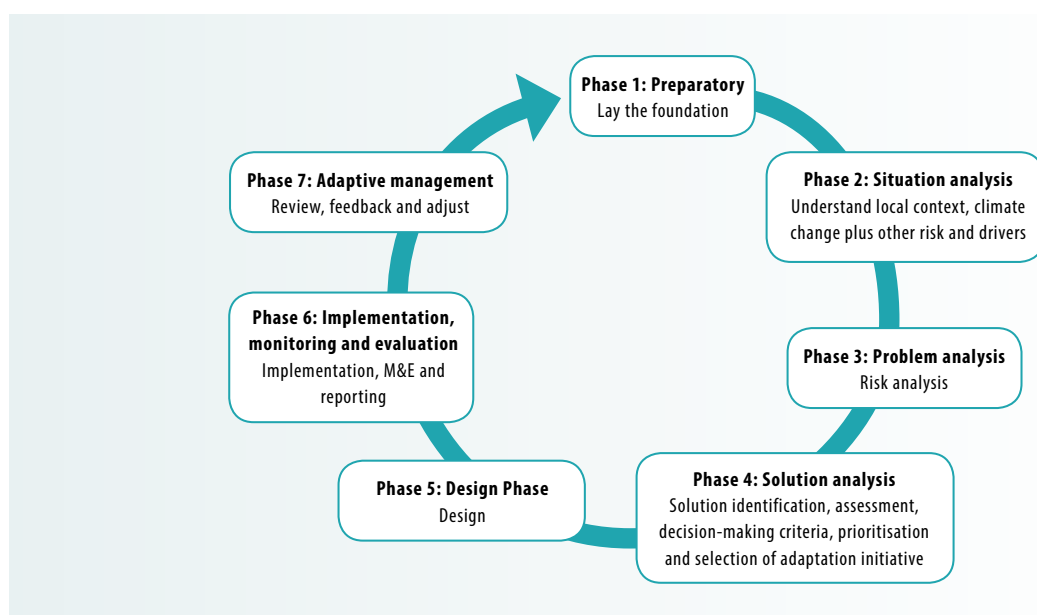 Phase 1: Preparatory
Lay the foundation
Phase 2: Situation analysis
Understand local context, climate
change plus other risk and drivers
Phase 3: Problem analysis
Risk analysis
Phase 4: Solution analysis
Solution identification, assessment,
decision-making criteria, prioritisation
and selection of adaptation initiative
Phase 5: Design Phase
Design
Phase 6: Implementation,
monitoring and evaluation
Implementation, M&E and
reporting
Phase 7: Adaptive management
Review, feedback and adjust